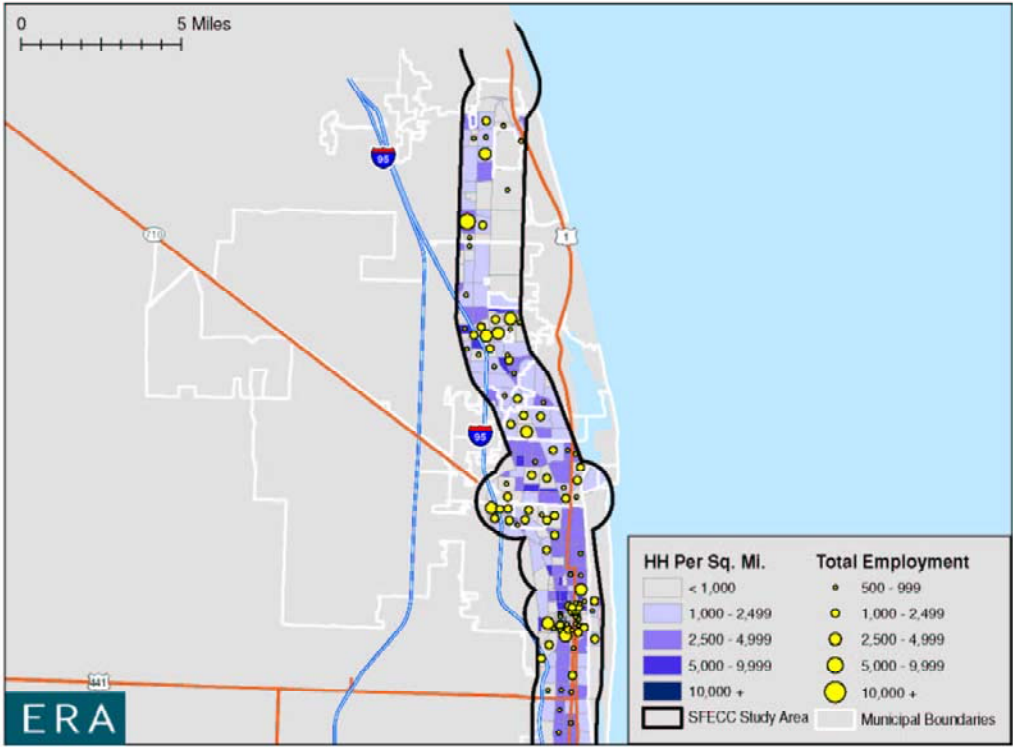 0 5 Miles
95
710
1
95
441
ERA
HH Per Sq. Mi.
< 1,000
1,000 - 2,499
2,500 - 4,999
5,000 - 9,999
10,000 +
SFECC Study Area
Total Employment
500 - 999
1,000 - 2,499
2,500 - 4,999
5,000 - 9,999
10,000 +
Municipal Boundaries